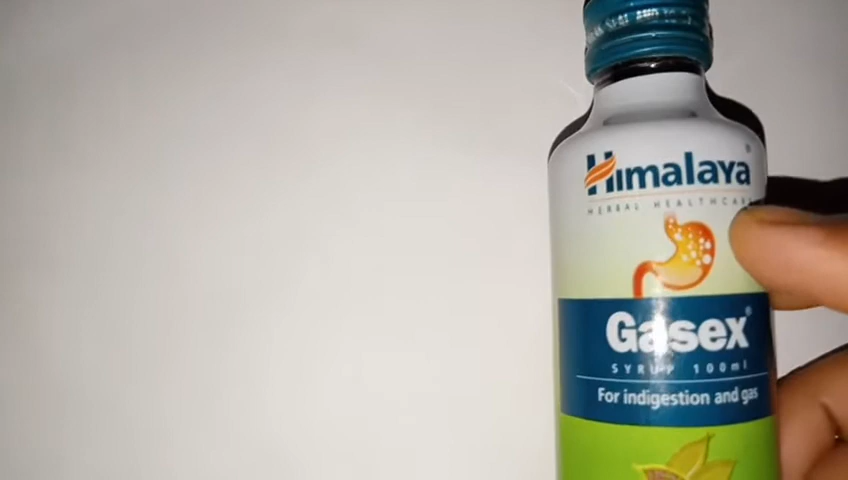 Himalaya
HERBAL HEALTHCARE
Gasex®
SYRUP 100ml
For indigestion and gas